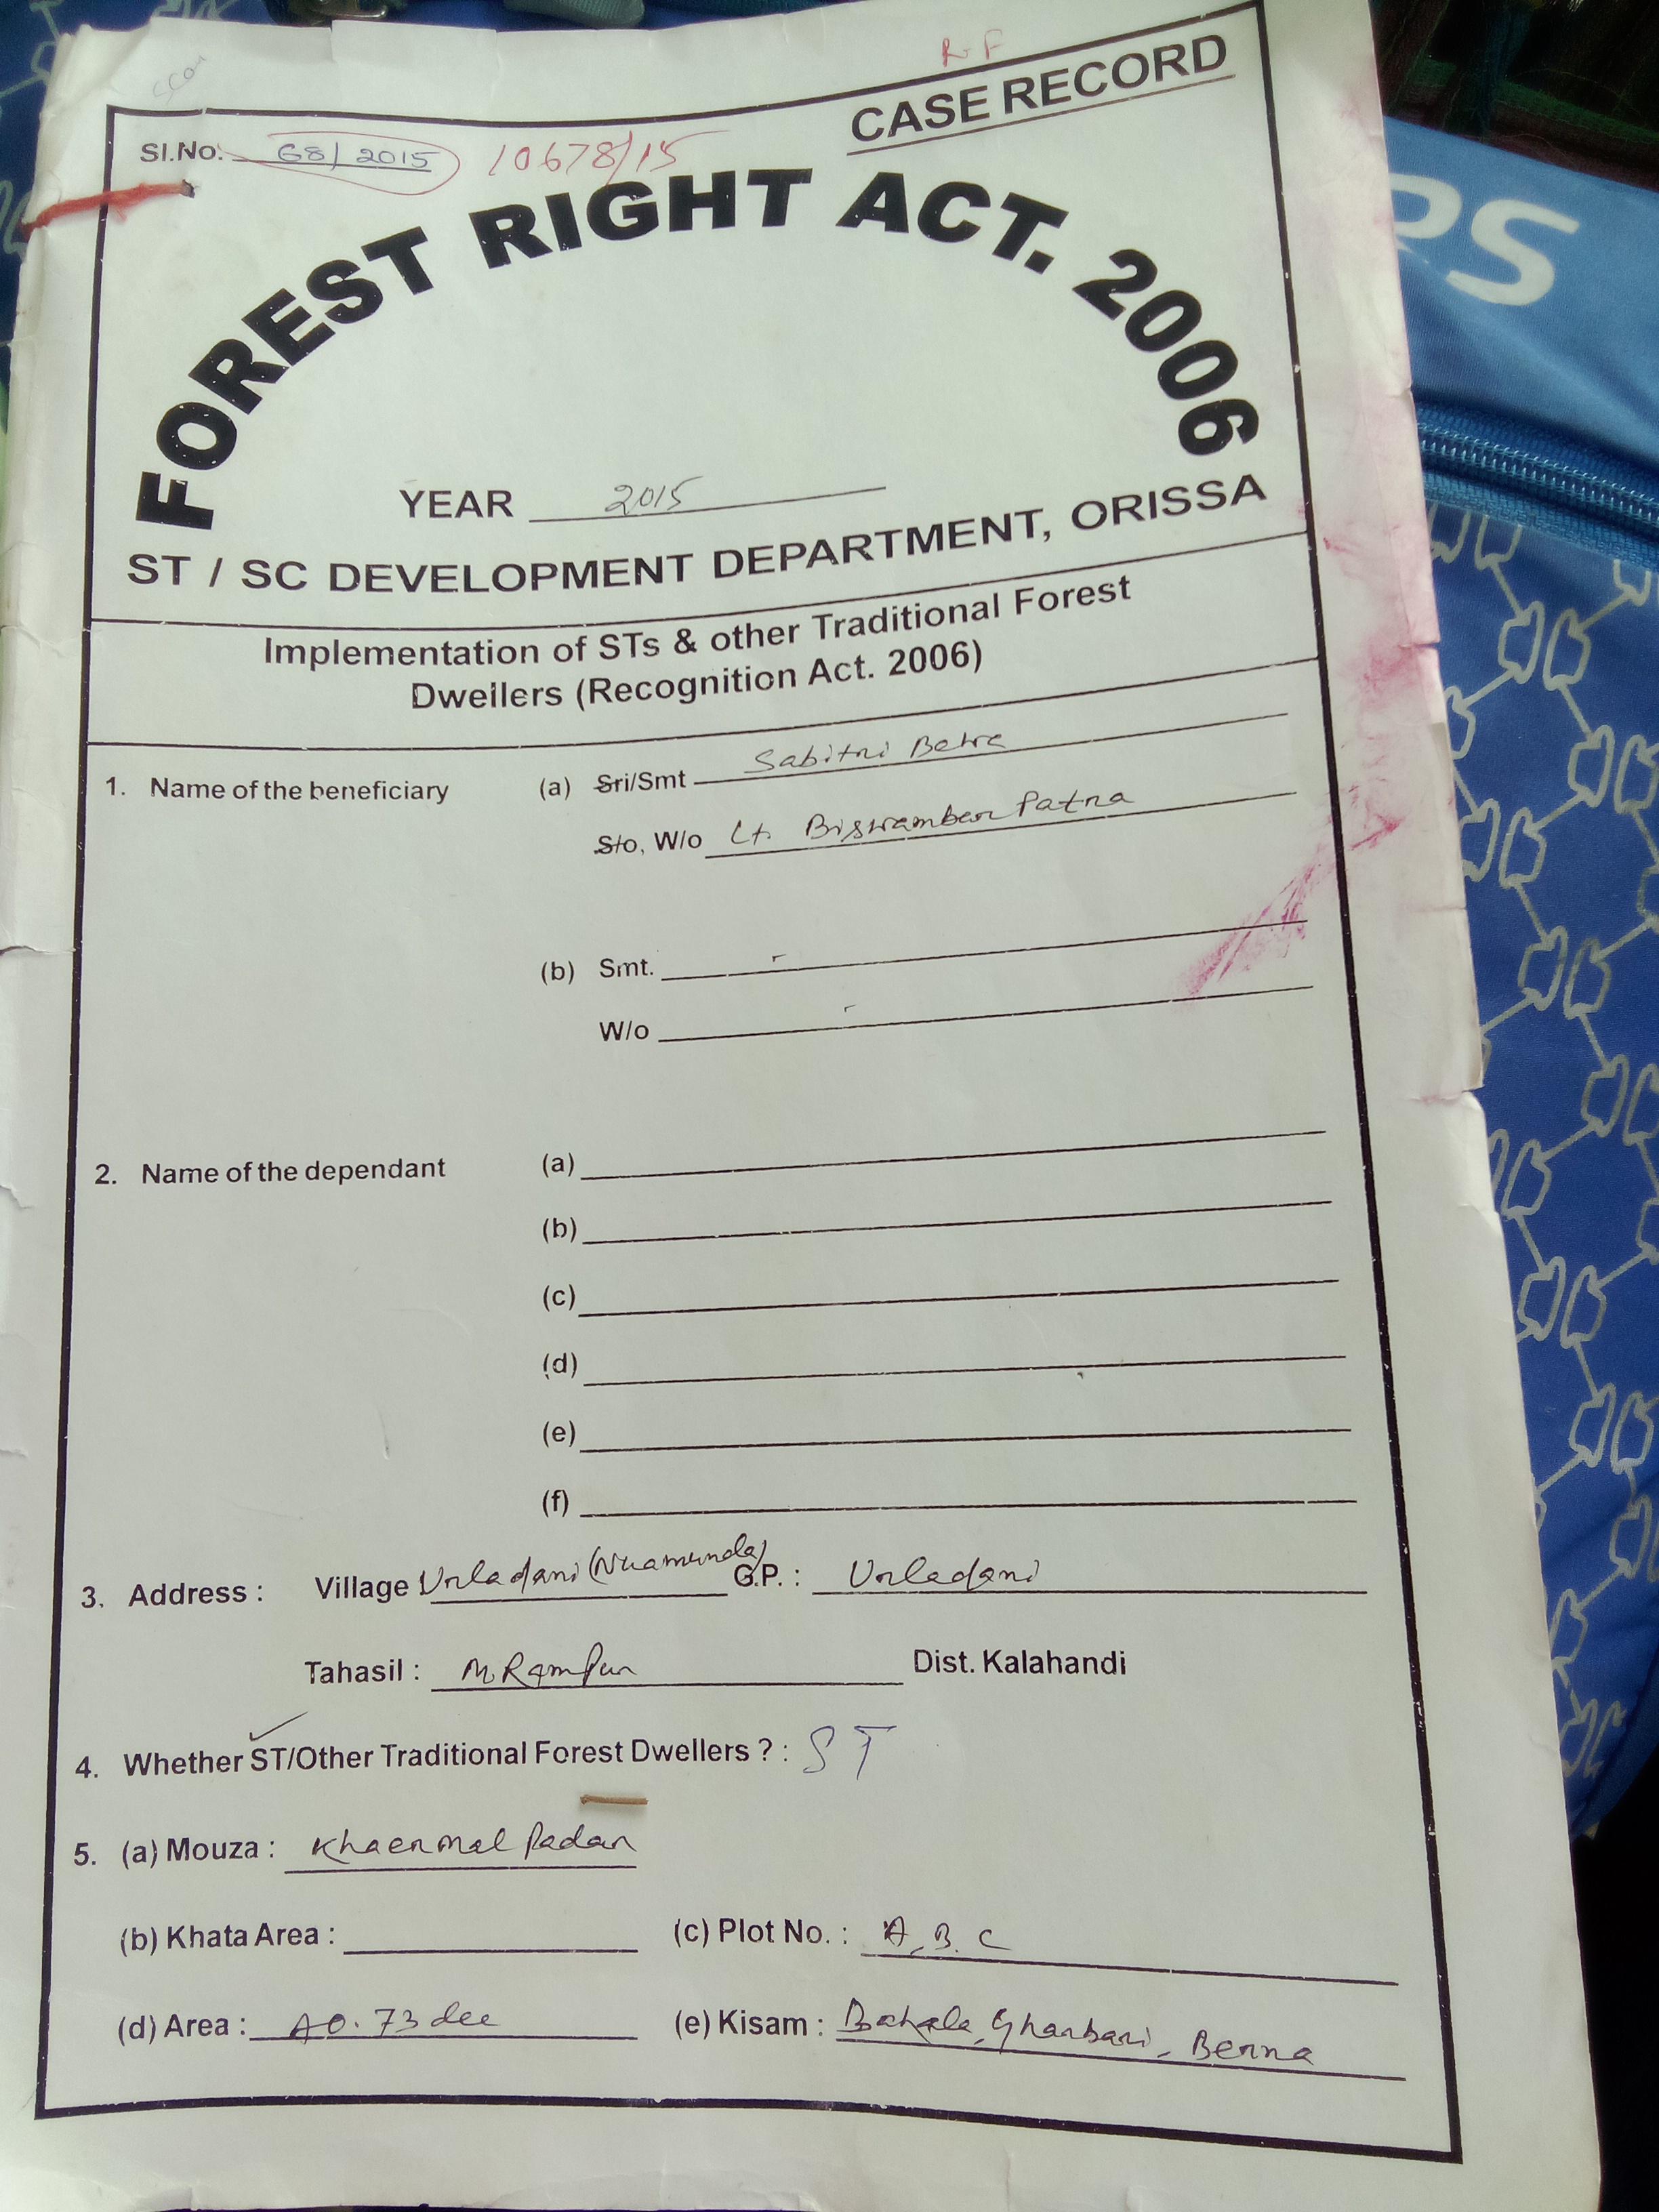 R.F
CASE RECORD
Sl.No. 68/2015 10678/15
FOREST RIGHT ACT. 2006
YEAR 2015
ST / SC DEVELOPMENT DEPARTMENT, ORISSA
Implementation of STs & other Traditional Forest
Dwellers (Recognition Act. 2006)
1. Name of the beneficiary (a) Sri/Smt Sabitri
S/o, W/o Lt. Biswamber Patra
(b) Smt. -
W/o -
2. Name of the dependant (a)
(b)
(c)
(d)
(e)
(f)
3. Address : Village Urladani (Nuamunda) G.P. : Urladani
Tahasil : M Rampur Dist. Kalahandi
4. Whether ST/Other Traditional Forest Dwellers ? : ST
5. (a) Mouza : Khaermal Padar
(b) Khata Area : (c) Plot No. : A, B, C
(d) Area : A0.73 dec (e) Kisam : Bahala, Gharbari, Berna
RS